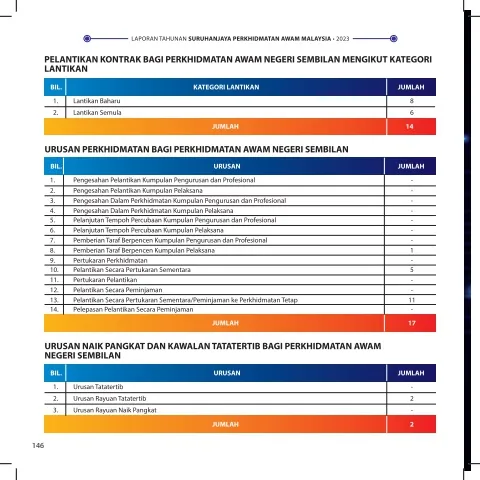 LAPORAN TAHUNAN SURUHANJAYA PERKHIDMATAN AWAM MALAYSIA • 2023
PELANTIKAN KONTRAK BAGI PERKHIDMATAN AWAM NEGERI SEMBILAN MENGIKUT KATEGORI
LANTIKAN
BIL. KATEGORI LANTIKAN JUMLAH
1. Lantikan Baharu 8
2. Lantikan Semula 6
JUMLAH 14
URUSAN PERKHIDMATAN BAGI PERKHIDMATAN AWAM NEGERI SEMBILAN
BIL. URUSAN JUMLAH
1. Pengesahan Pelantikan Kumpulan Pengurusan dan Profesional -
2. Pengesahan Pelantikan Kumpulan Pelaksana -
3. Pengesahan Dalam Perkhidmatan Kumpulan Pengurusan dan Profesional -
4. Pengesahan Dalam Perkhidmatan Kumpulan Pelaksana -
5. Pelanjutan Tempoh Percubaan Kumpulan Pengurusan dan Profesional -
6. Pelanjutan Tempoh Percubaan Kumpulan Pelaksana -
7. Pemberian Taraf Berpencen Kumpulan Pengurusan dan Profesional -
8. Pemberian Taraf Berpencen Kumpulan Pelaksana 1
9. Pertukaran Perkhidmatan -
10. Pelantikan Secara Pertukaran Sementara 5
11. Pertukaran Pelantikan -
12. Pelantikan Secara Peminjaman -
13. Pelantikan Secara Pertukaran Sementara/Peminjaman ke Perkhidmatan Tetap 11
14. Pelepasan Pelantikan Secara Peminjaman -
JUMLAH 17
URUSAN NAIK PANGKAT DAN KAWALAN TATATERTIB BAGI PERKHIDMATAN AWAM
NEGERI SEMBILAN
BIL. URUSAN JUMLAH
1. Urusan Tatatertib -
2. Urusan Rayuan Tatatertib 2
3. Urusan Rayuan Naik Pangkat -
JUMLAH 2
146